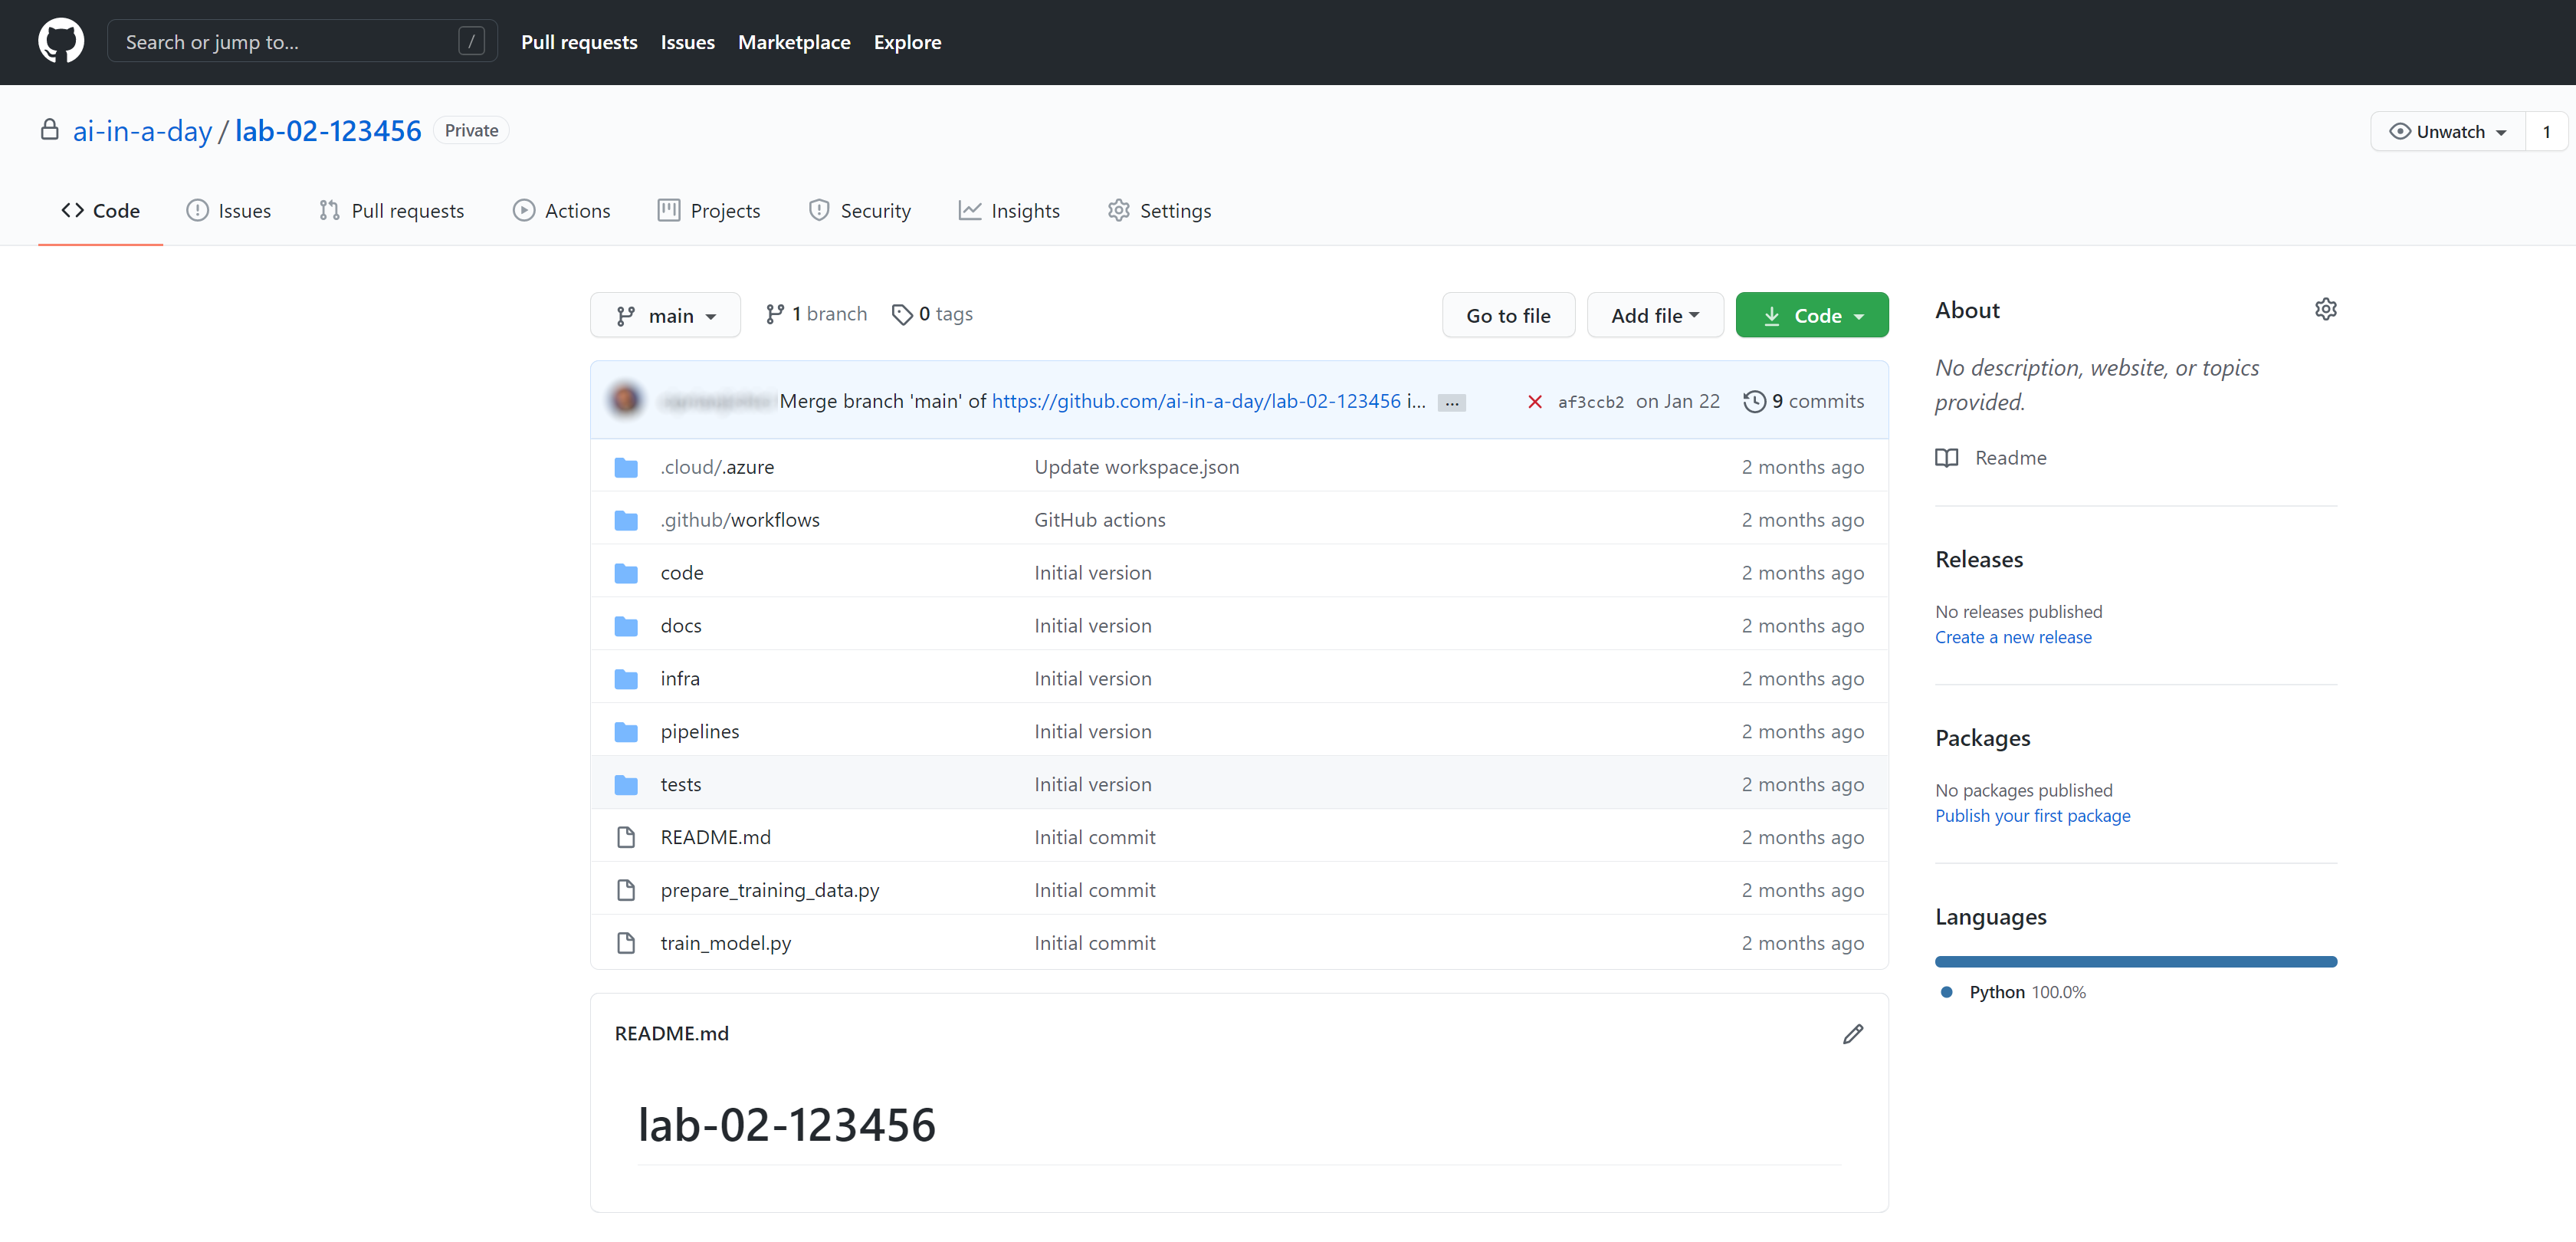 Search or jump to... /
Pull requests Issues Marketplace Explore
ai-in-a-day / lab-02-123456 Private
Unwatch 1
Code Issues Pull requests Actions Projects Security Insights Settings
main 1 branch 0 tags Go to file Add file Code
Merge branch 'main' of https://github.com/ai-in-a-day/lab-02-123456 i... ... af3ccb2 on Jan 22 9 commits
.cloud/.azure Update workspace.json 2 months ago
.github/workflows GitHub actions 2 months ago
code Initial version 2 months ago
docs Initial version 2 months ago
infra Initial version 2 months ago
pipelines Initial version 2 months ago
tests Initial version 2 months ago
README.md Initial commit 2 months ago
prepare_training_data.py Initial commit 2 months ago
train_model.py Initial commit 2 months ago
README.md
lab-02-123456
About
No description, website, or topics
provided.
Readme
Releases
No releases published
Create a new release
Packages
No packages published
Publish your first package
Languages
Python 100.0%